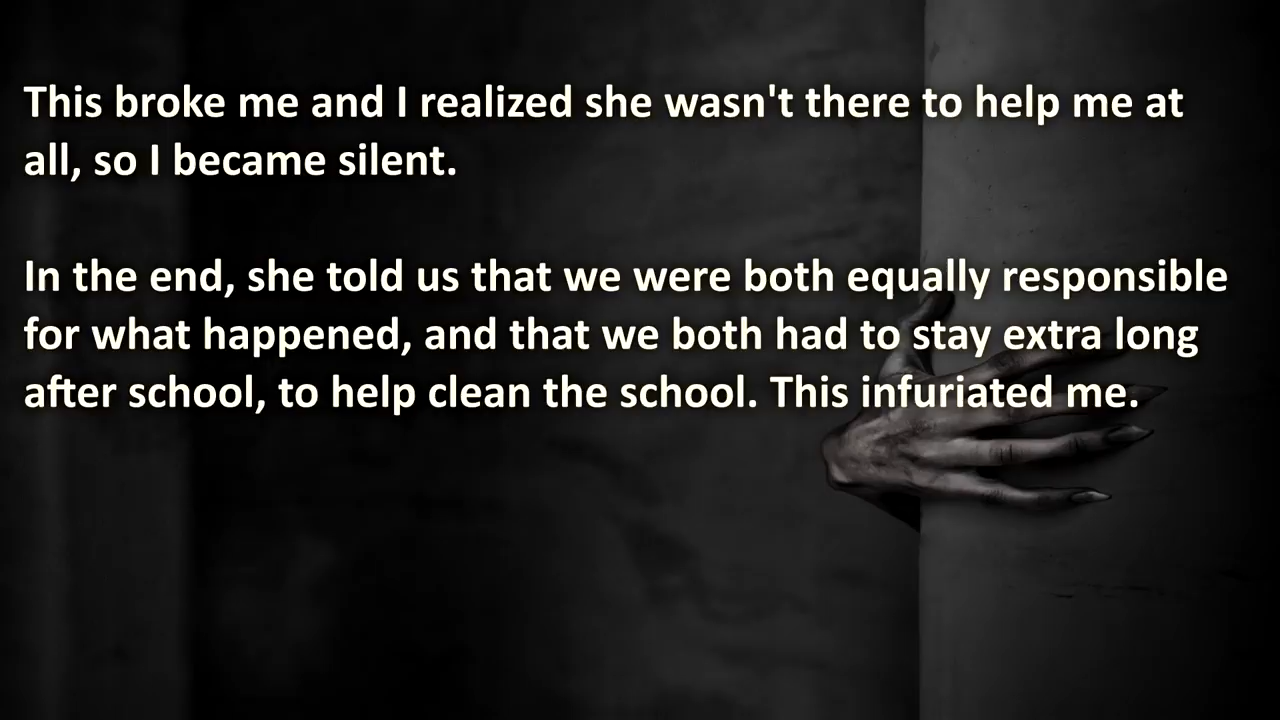 This broke me and I realized she wasn't there to help me at
all, so I became silent.
In the end, she told us that we were both equally responsible
for what happened, and that we both had to stay extra long
after school, to help clean the school. This infuriated me.